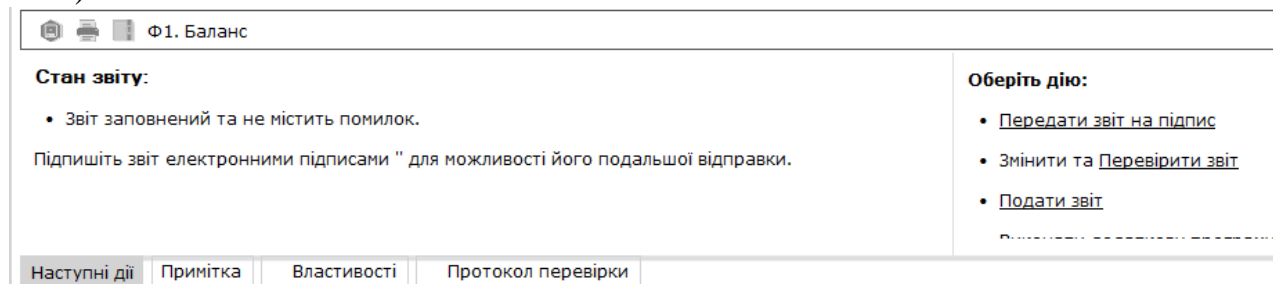 Ф1. Баланс
Стан звіту:
• Звіт заповнений та не містить помилок.
Підпишіть звіт електронними підписами " для можливості його подальшої відправки.
Оберіть дію:
• Передати звіт на підпис
• Змінити та Перевірити звіт
• Подати звіт
Наступні дії Примітка Властивості Протокол перевірки